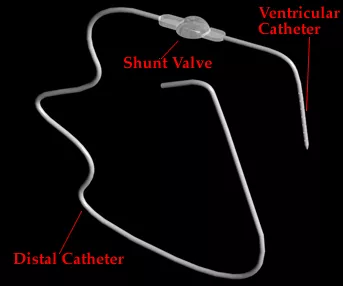 Ventricular
Catheter
Shunt Valve
Distal Catheter